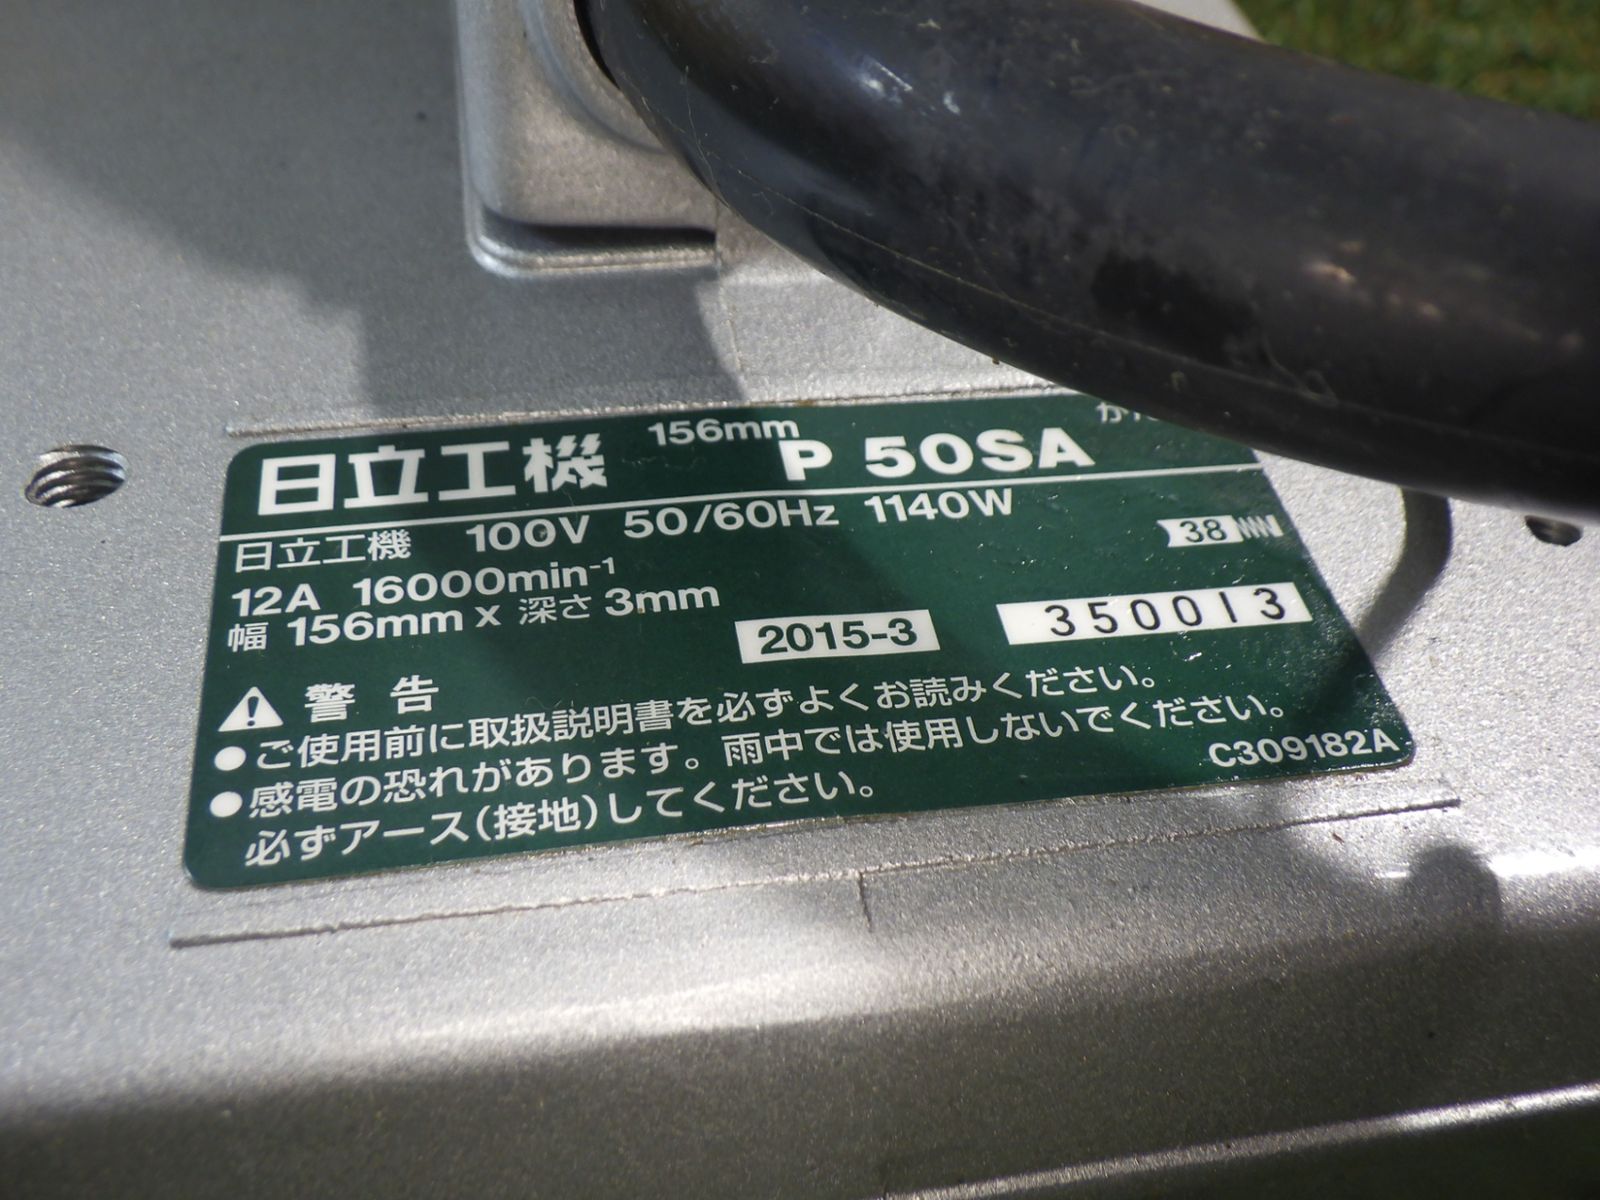 日立工機 156mm P 50SA か
日立工機 100V 50/60Hz 1140W
12A 16000min⁻¹ 38
幅 156mm x 深さ 3mm
2015-3 350013
警告
●ご使用前に取扱説明書を必ずよくお読みください。
●感電の恐れがあります。雨中では使用しないでください。
必ずアース(接地)してください。
C309182A